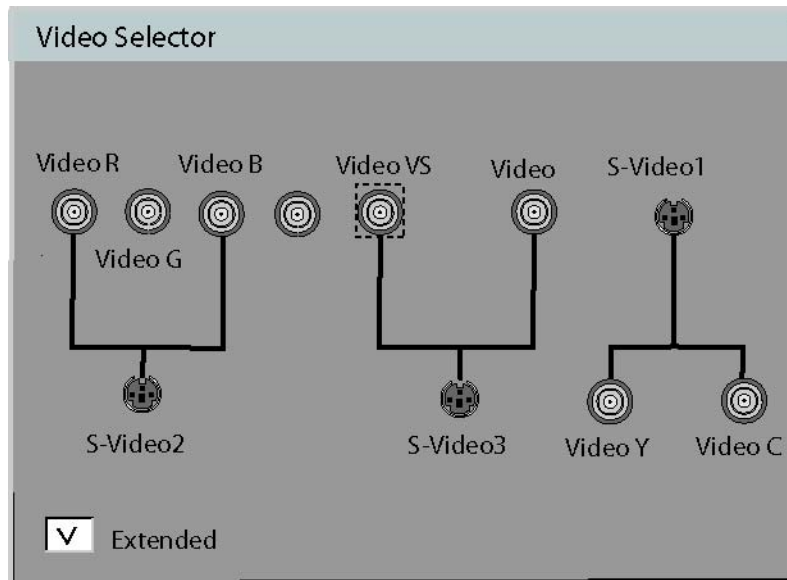 Video Selector
Video R Video B Video VS Video S-Video1
Video G
S-Video2 S-Video3 Video Y Video C
V Extended